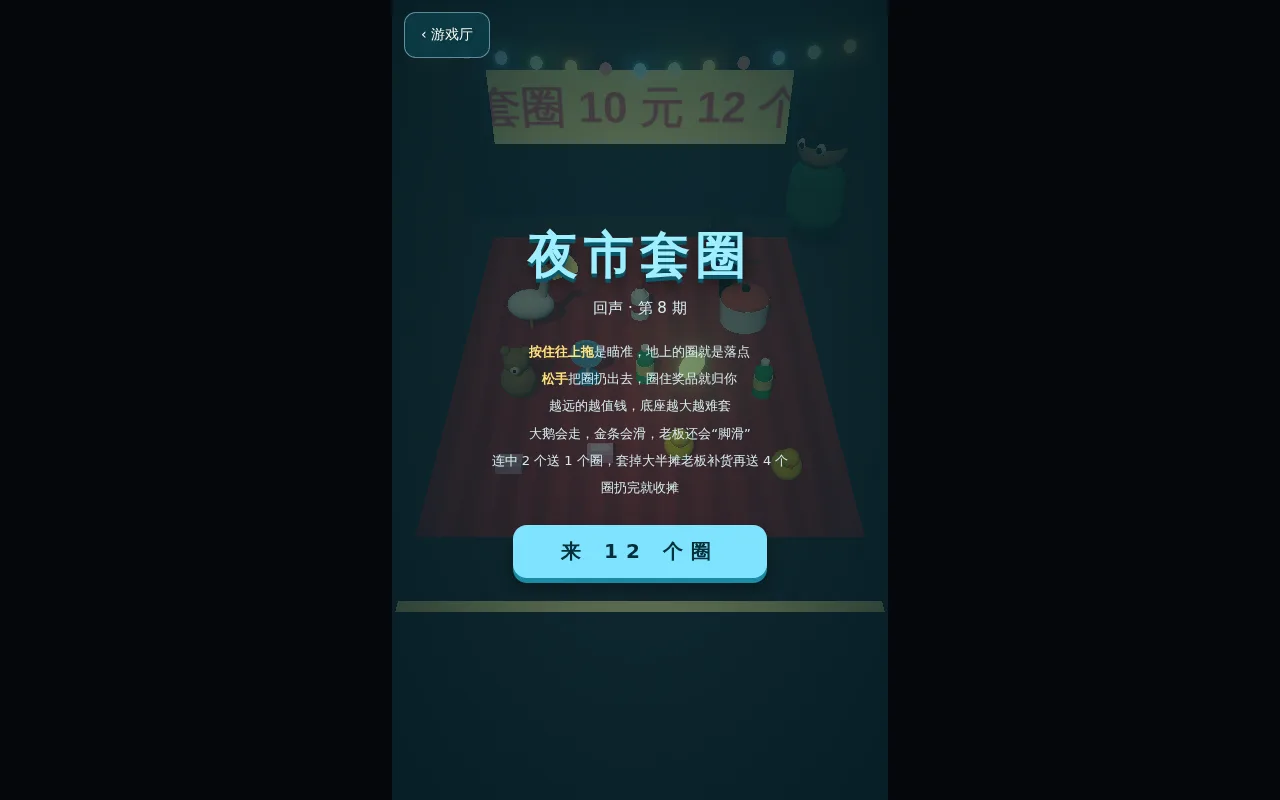 ‹ 游戏厅
套圈 10 元 12 个
夜市套圈
回声 · 第 8 期
按住往上拖是瞄准，地上的圈就是落点
松手把圈扔出去，圈住奖品就归你
越远的越值钱，底座越大越难套
大鹅会走，金条会滑，老板还会“脚滑”
连中 2 个送 1 个圈，套掉大半摊老板补货再送 4 个
圈扔完就收摊
来 12 个圈